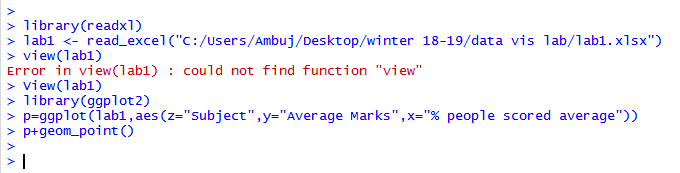 >
> library(readxl)
> lab1 <- read_excel("C:/Users/Ambuj/Desktop/winter 18-19/data vis lab/lab1.xlsx")
> view(lab1)
Error in view(lab1) : could not find function "view"
> View(lab1)
> library(ggplot2)
> p=ggplot(lab1,aes(z="Subject",y="Average Marks",x="% people scored average"))
> p+geom_point()
>
>